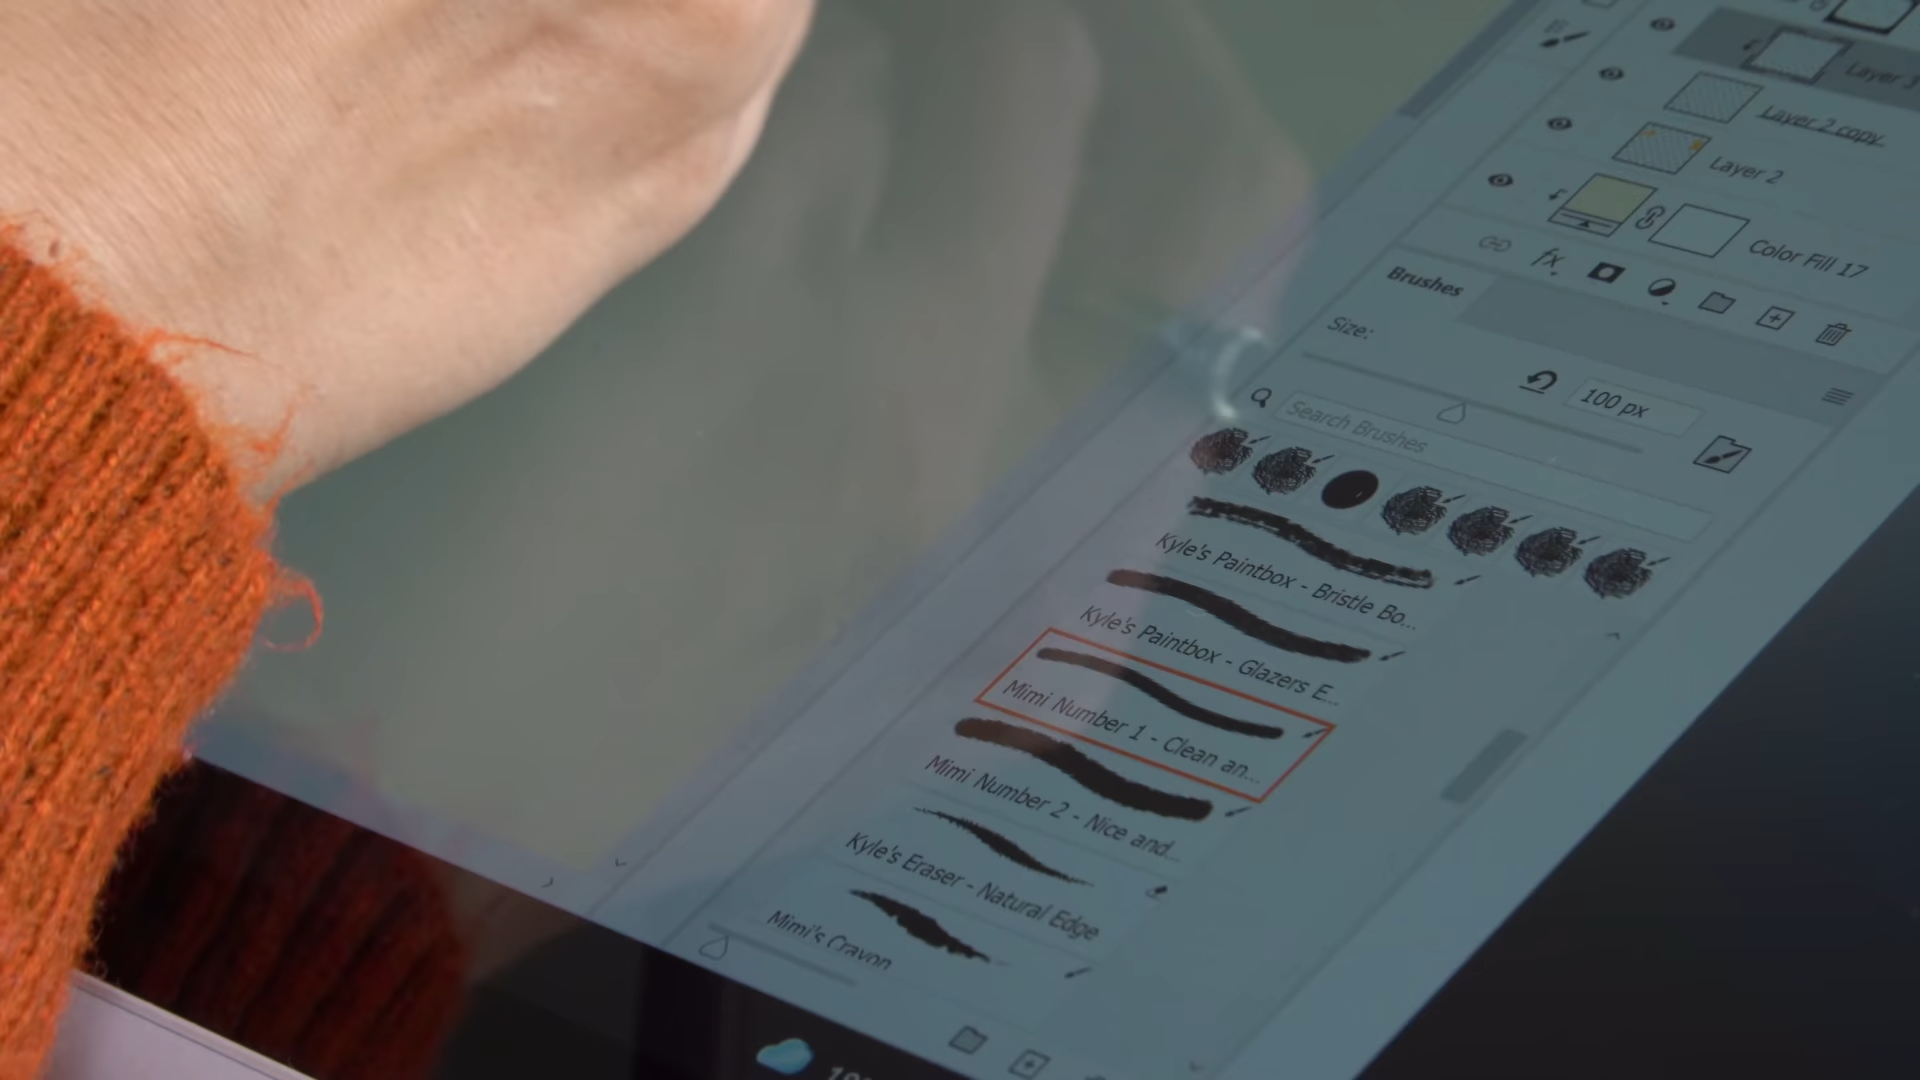 Layer
Layer 2 copy
Layer 2
Color Fill 17
fx
Brushes
Size:
100 px
Search Brushes
Kyle's Paintbox - Bristle Bo...
Kyle's Paintbox - Glazers E...
Mimi Number 1 - Clean an...
Mimi Number 2 - Nice and...
Kyle's Eraser - Natural Edge
Mimi's Crayon